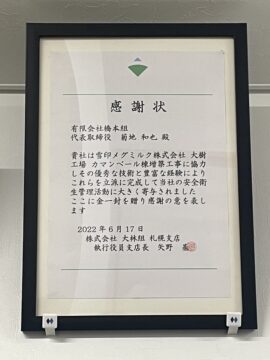 感謝状
有限会社橋本組
代表取締役 菊地 和也 殿
貴社は雪印メグミルク株式会社 大樹
工場 カマンベール棟増築工事に協力
しその優秀な技術と豊富な経験により
これらを立派に完成して当社の安全衛
生管理活動に大きく寄与されました
ここに金一封を贈り感謝の意を表し
ます
2022年6月17日
株式会社 大林組 札幌支店
執行役員支店長 矢野 基